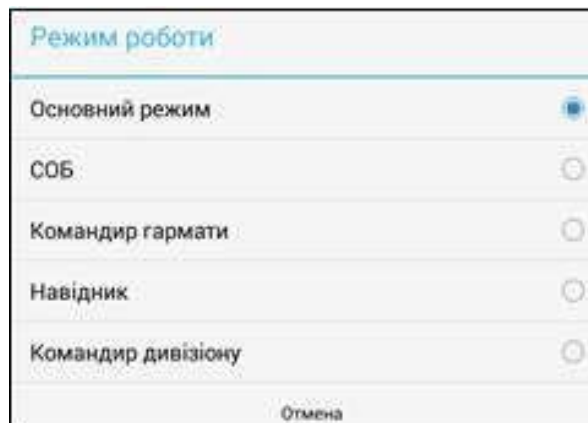 Режим роботи
Основний режим
СОБ
Командир гармати
Навідник
Командир дивізіону
Отмена